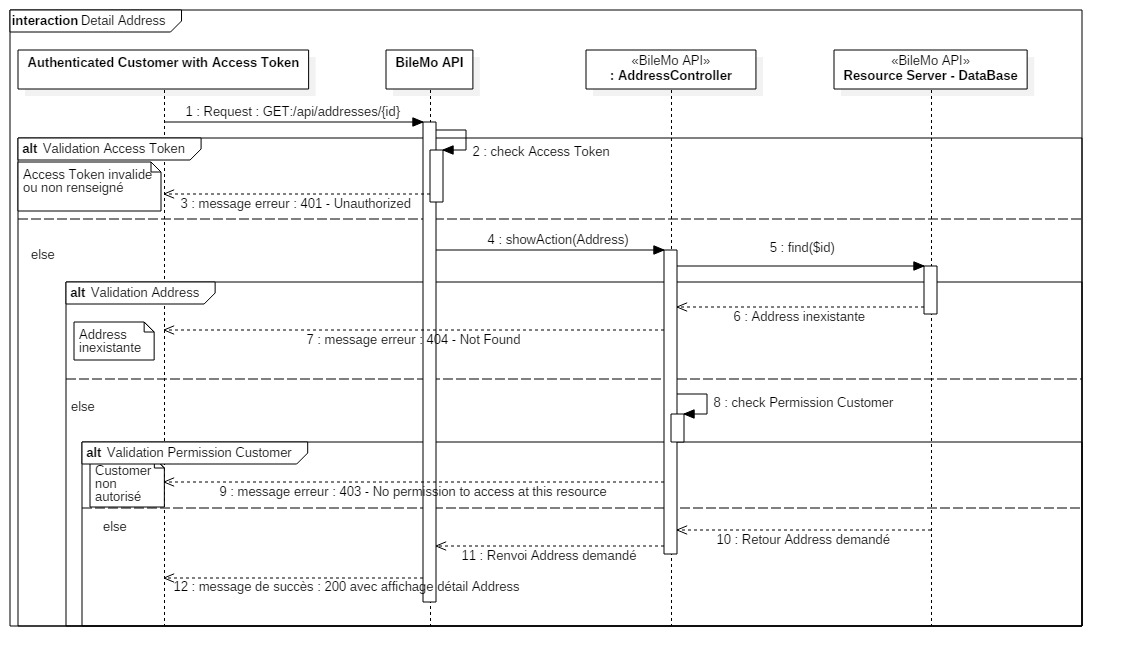 interaction Detail Address
Authenticated Customer with Access Token
BileMo API
«BileMo API»
: AddressController
«BileMo API»
Resource Server - DataBase
1 : Request : GET:/api/addresses/{id}
alt Validation Access Token
2 : check Access Token
Access Token invalide
ou non renseigné
3 : message erreur : 401 - Unauthorized
else
4 : showAction(Address)
5 : find($id)
alt Validation Address
6 : Address inexistante
Address
inexistante
7 : message erreur : 404 - Not Found
else
8 : check Permission Customer
alt Validation Permission Customer
Customer
non
autorisé
9 : message erreur : 403 - No permission to access at this resource
else
10 : Retour Address demandé
11 : Renvoi Address demandé
12 : message de succès : 200 avec affichage détail Address